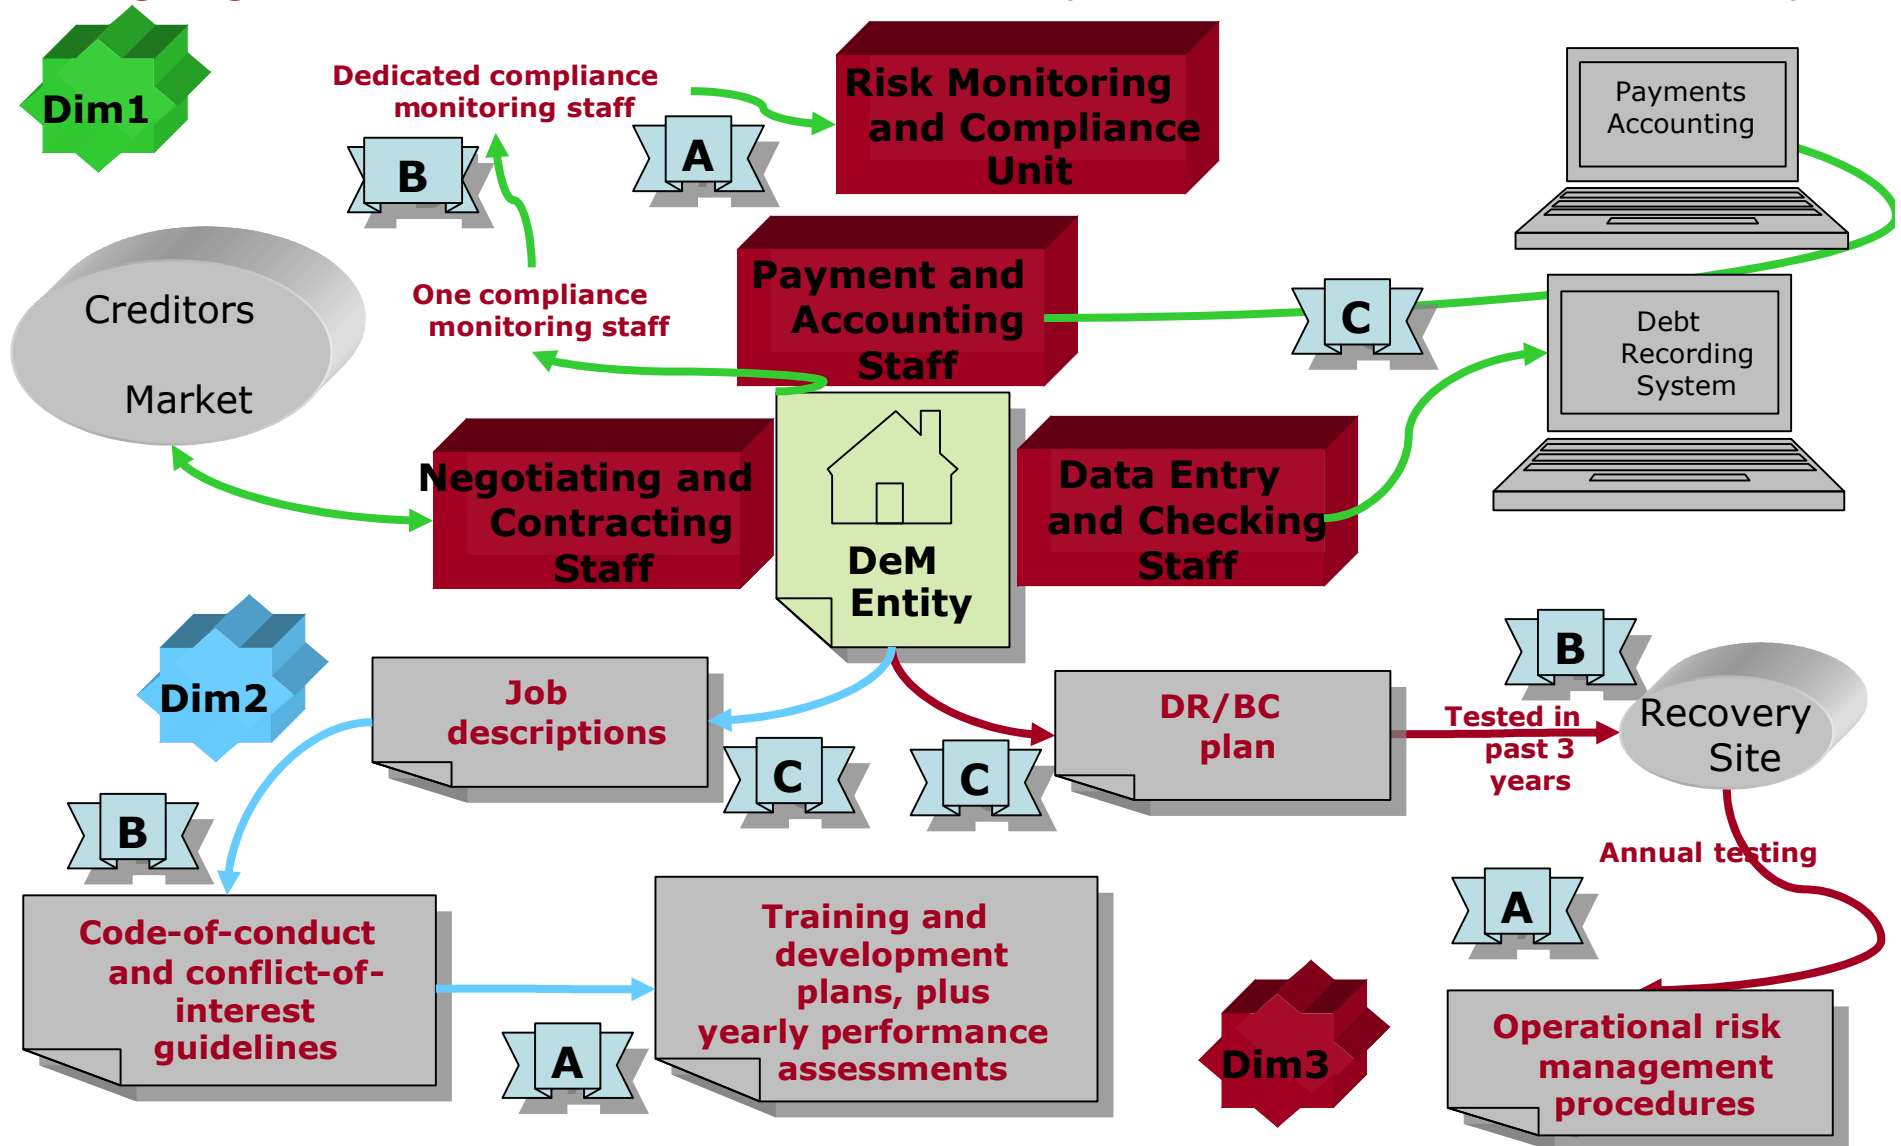 Dim1
Dedicated compliance
monitoring staff
B
A
Risk Monitoring
and Compliance
Unit
Payments
Accounting
Creditors
Market
One compliance
monitoring staff
Payment and
Accounting
Staff
C
Debt
Recording
System
Negotiating and
Contracting
Staff
DeM
Entity
Data Entry
and Checking
Staff
Dim2
Job
descriptions
C
C
DR/BC
plan
Tested in
past 3
years
B
Recovery
Site
B
Annual testing
A
Code-of-conduct
and conflict-of-
interest
guidelines
A
Training and
development
plans, plus
yearly performance
assessments
Dim3
Operational risk
management
procedures